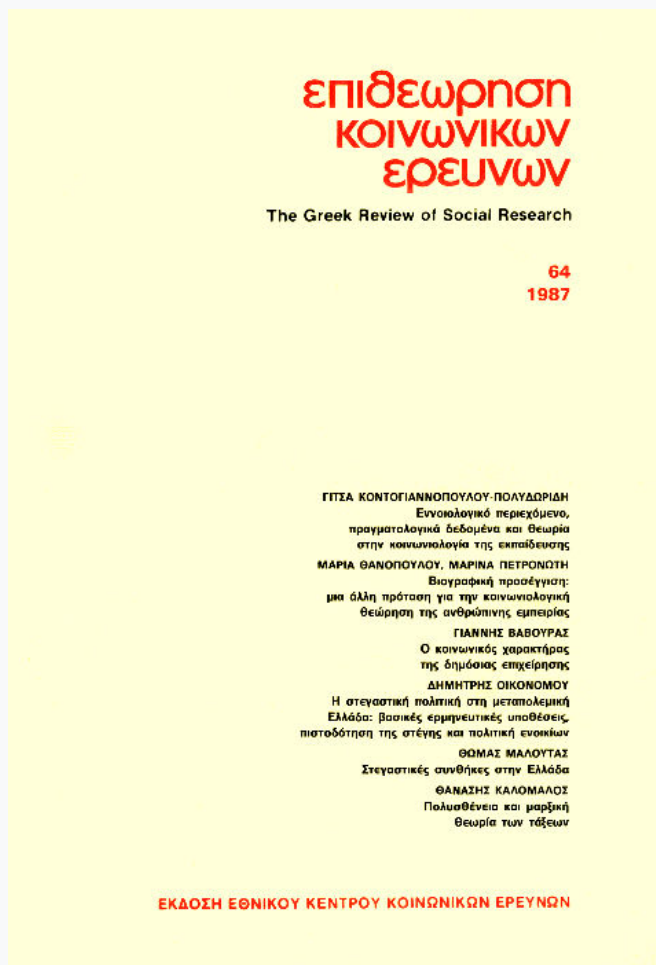 επιθεωρηση
κοινωνικων
ερευνων
The Greek Review of Social Research
64
1987
ΓΙΤΣΑ ΚΟΝΤΟΓΙΑΝΝΟΠΟΥΛΟΥ-ΠΟΛΥΔΩΡΙΔΗ
Εννοιολογικό περιεχόμενο,
πραγματολογικά δεδομένα και θεωρία
στην κοινωνιολογία της εκπαίδευσης
ΜΑΡΙΑ ΘΑΝΟΠΟΥΛΟΥ, ΜΑΡΙΝΑ ΠΕΤΡΟΝΩΤΗ
Βιογραφική προσέγγιση:
μια άλλη πρόταση για την κοινωνιολογική
θεώρηση της ανθρώπινης εμπειρίας
ΓΙΑΝΝΗΣ ΒΑΒΟΥΡΑΣ
Ο κοινωνικός χαρακτήρας
της δημόσιας επιχείρησης
ΔΗΜΗΤΡΗΣ ΟΙΚΟΝΟΜΟΥ
Η στεγαστική πολιτική στη μεταπολεμική
Ελλάδα: βασικές ερμηνευτικές υποθέσεις,
πιστοδότηση της στέγης και πολιτική ενοικίων
ΘΩΜΑΣ ΜΑΛΟΥΤΑΣ
Στεγαστικές συνθήκες στην Ελλάδα
ΘΑΝΑΣΗΣ ΚΑΛΟΜΑΛΟΣ
Πολυσθένεια και μαρξική
θεωρία των τάξεων
ΕΚΔΟΣΗ ΕΘΝΙΚΟΥ ΚΕΝΤΡΟΥ ΚΟΙΝΩΝΙΚΩΝ ΕΡΕΥΝΩΝ